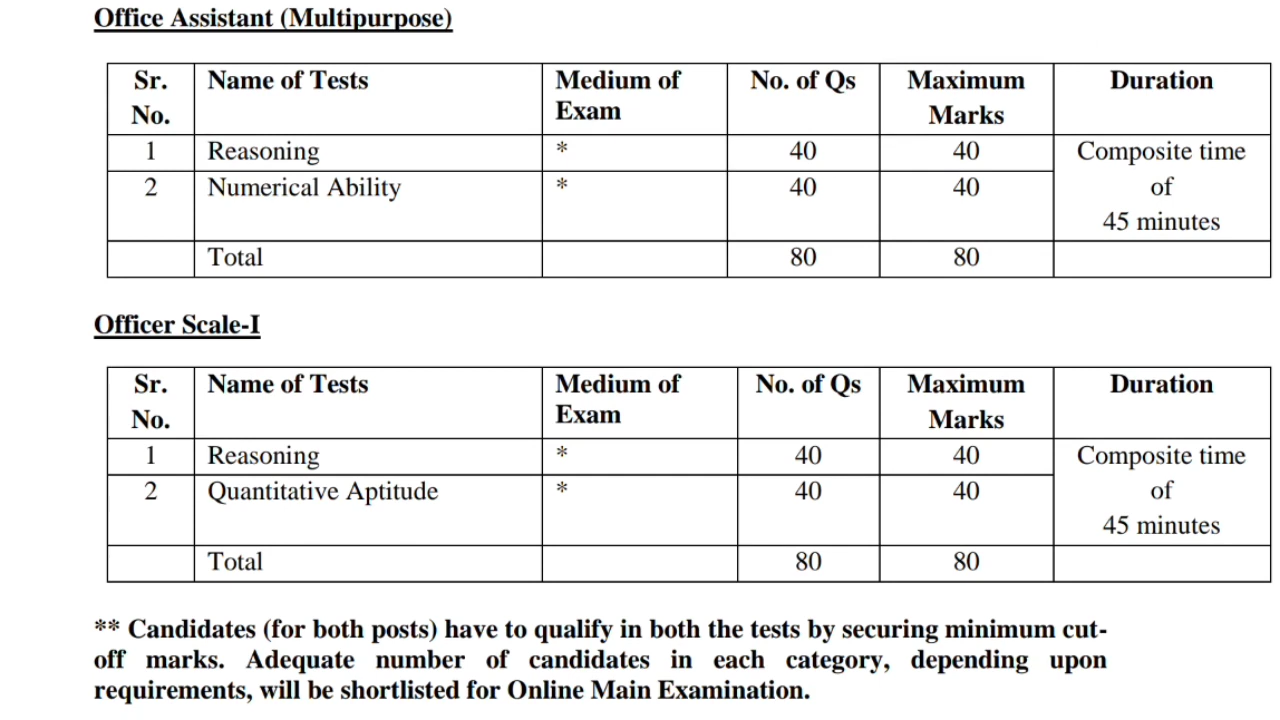 Office Assistant (Multipurpose)
Sr. No. Name of Tests Medium of Exam No. of Qs Maximum Marks Duration
1 Reasoning * 40 40 Composite time of 45 minutes
2 Numerical Ability * 40 40
Total 80 80
Officer Scale-I
Sr. No. Name of Tests Medium of Exam No. of Qs Maximum Marks Duration
1 Reasoning * 40 40 Composite time of 45 minutes
2 Quantitative Aptitude * 40 40
Total 80 80
** Candidates (for both posts) have to qualify in both the tests by securing minimum cut-
off marks. Adequate number of candidates in each category, depending upon
requirements, will be shortlisted for Online Main Examination.